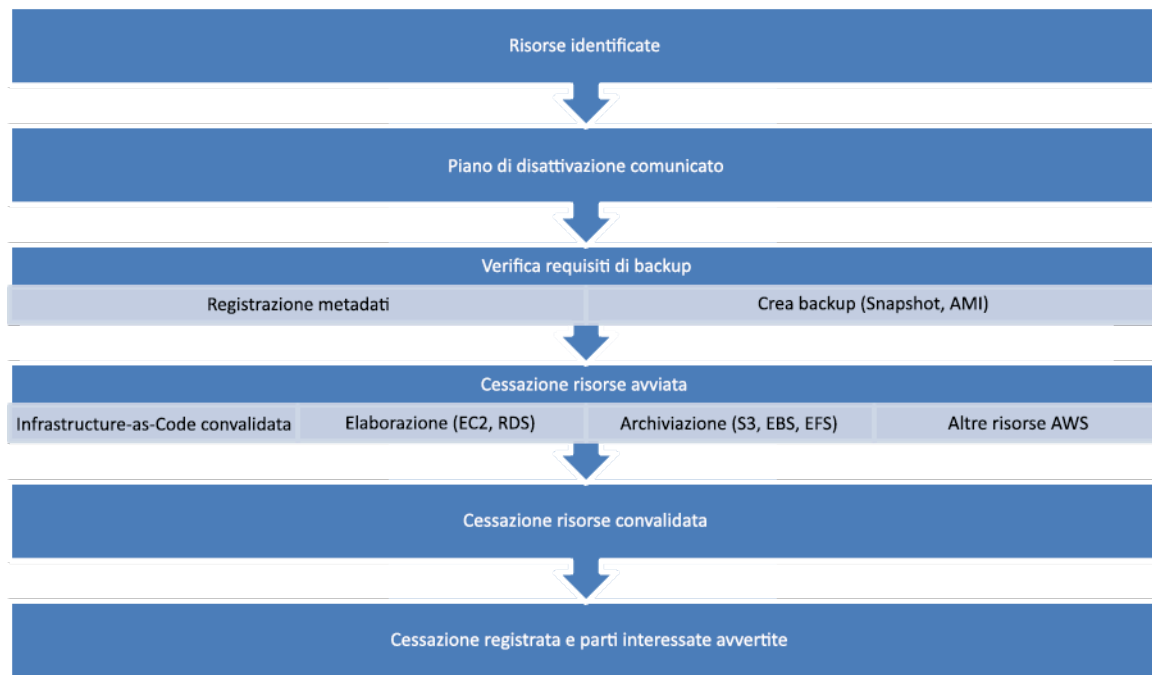 Risorse identificate
Piano di disattivazione comunicato
Verifica requisiti di backup
Registrazione metadati
Crea backup (Snapshot, AMI)
Cessazione risorse avviata
Infrastructure-as-Code convalidata
Elaborazione (EC2, RDS)
Archiviazione (S3, EBS, EFS)
Altre risorse AWS
Cessazione risorse convalidata
Cessazione registrata e parti interessate avvertite